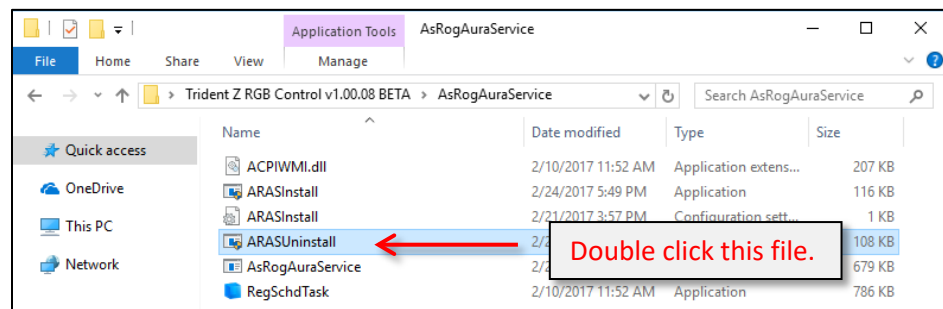 Application Tools AsRogAuraService
File Home Share View Manage
Trident Z RGB Control v1.00.08 BETA AsRogAuraService Search AsRogAuraService
Name Date modified Type Size
Quick access
OneDrive
This PC
Network
ACPIWMI.dll 2/10/2017 11:52 AM Application extens... 207 KB
ARASInstall 2/24/2017 5:49 PM Application 116 KB
ARASInstall 2/21/2017 3:57 PM Configuration sett... 1 KB
ARASUninstall 108 KB
AsRogAuraService 679 KB
RegSchdTask 2/10/2017 11:52 AM Application 786 KB
Double click this file.